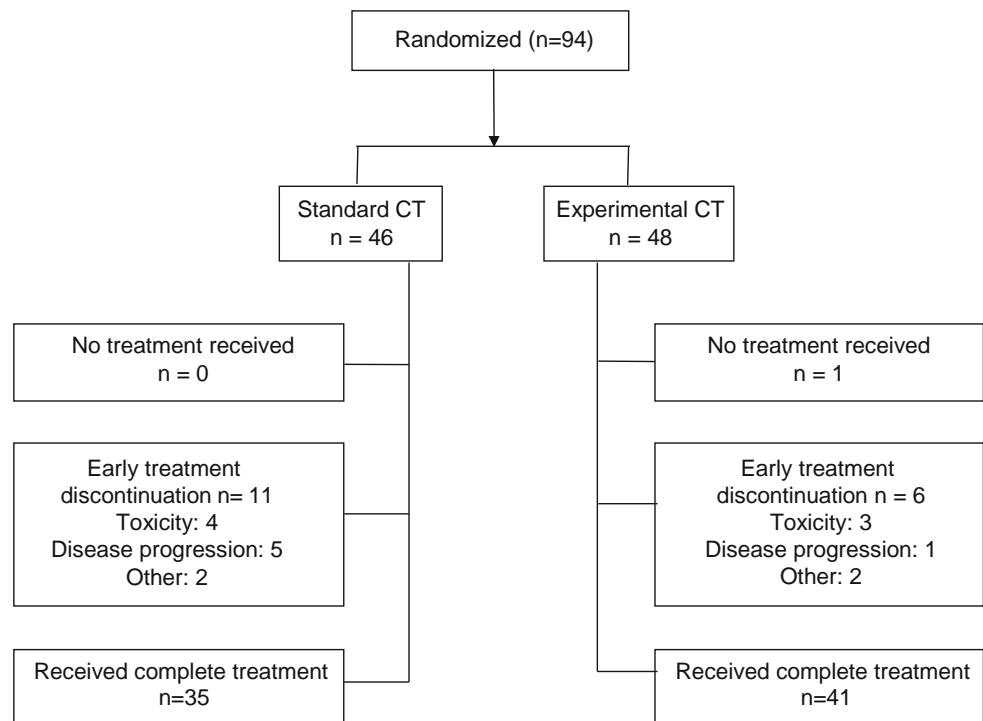 Randomized (n=94)
Standard CT
n = 46
Experimental CT
n = 48
No treatment received
n = 0
No treatment received
n = 1
Early treatment
discontinuation n= 11
Toxicity: 4
Disease progression: 5
Other: 2
Early treatment
discontinuation n = 6
Toxicity: 3
Disease progression: 1
Other: 2
Received complete treatment
n=35
Received complete treatment
n=41